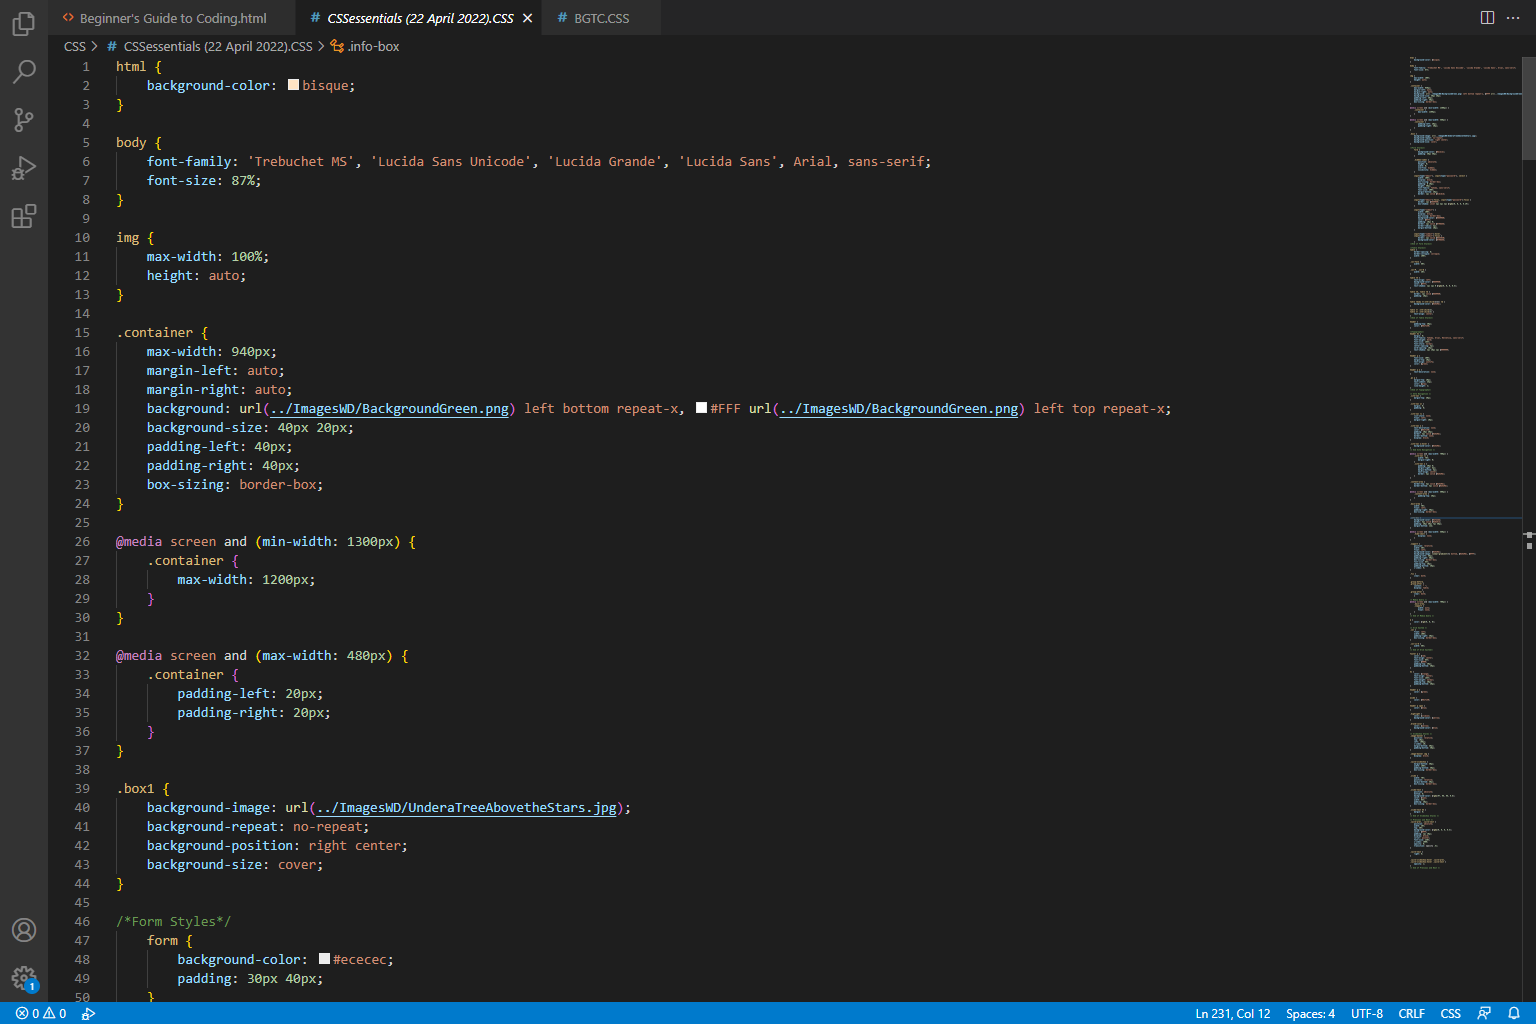 Beginner's Guide to Coding.html
# CSSessentials (22 April 2022).CSS
# BGTC.CSS
CSS > # CSSessentials (22 April 2022).CSS > .info-box
1 html {
2 background-color: bisque;
3 }
4
5 body {
6 font-family: 'Trebuchet MS', 'Lucida Sans Unicode', 'Lucida Grande', 'Lucida Sans', Arial, sans-serif;
7 font-size: 87%;
8 }
9
10 img {
11 max-width: 100%;
12 height: auto;
13 }
14
15 .container {
16 max-width: 940px;
17 margin-left: auto;
18 margin-right: auto;
19 background: url(../ImagesWD/BackgroundGreen.png) left bottom repeat-x, #FFF url(../ImagesWD/BackgroundGreen.png) left top repeat-x;
20 background-size: 40px 20px;
21 padding-left: 40px;
22 padding-right: 40px;
23 box-sizing: border-box;
24 }
25
26 @media screen and (min-width: 1300px) {
27 .container {
28 max-width: 1200px;
29 }
30 }
31
32 @media screen and (max-width: 480px) {
33 .container {
34 padding-left: 20px;
35 padding-right: 20px;
36 }
37 }
38
39 .box1 {
40 background-image: url(../ImagesWD/UnderaTreeAbovetheStars.jpg);
41 background-repeat: no-repeat;
42 background-position: right center;
43 background-size: cover;
44 }
45
46 /*Form Styles*/
47 form {
48 background-color: #ececec;
49 padding: 30px 40px;
50 }
1
0 0
Ln 231, Col 12 Spaces: 4 UTF-8 CRLF CSS